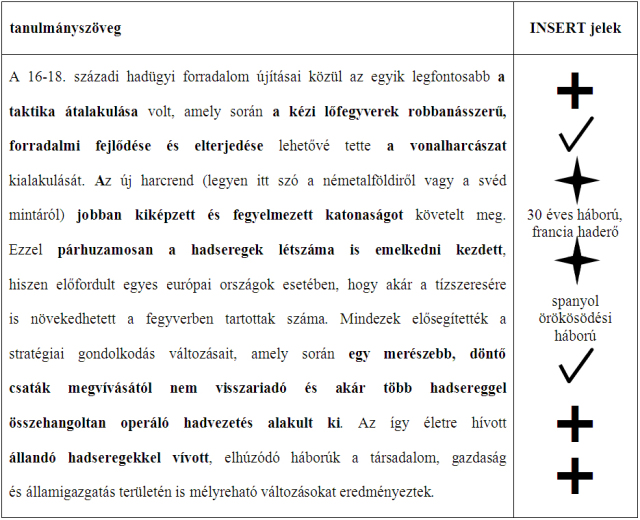 tanulmányszöveg
INSERT jelek
A 16-18. századi hadügyi forradalom újításai közül az egyik legfontosabb a
taktika átalakulása volt, amely során a kézi lőfegyverek robbanásszerű,
forradalmi fejlődése és elterjedése lehetővé tette a vonalharcászat
kialakulását. Az új harcrend (legyen itt szó a németalföldiről vagy a svéd
mintáról) jobban kiképzett és fegyelmezett katonaságot követelt meg.
Ezzel párhuzamosan a hadseregek létszáma is emelkedni kezdett,
hiszen előfordult egyes európai országok esetében, hogy akár a tízszeresére
is növekedhetett a fegyverben tartottak száma. Mindezek elősegítették a
stratégiai gondolkodás változásait, amely során egy merészebb, döntő
csaták megvívásától nem visszariadó és akár több hadsereggel
összehangoltan operáló hadvezetés alakult ki. Az így életre hívott
állandó hadseregekkel vívott, elhúzódó háborúk a társadalom, gazdaság
és államigazgatás területén is mélyreható változásokat eredményeztek.
30 éves háború,
francia haderő
spanyol
örökösödési
háború